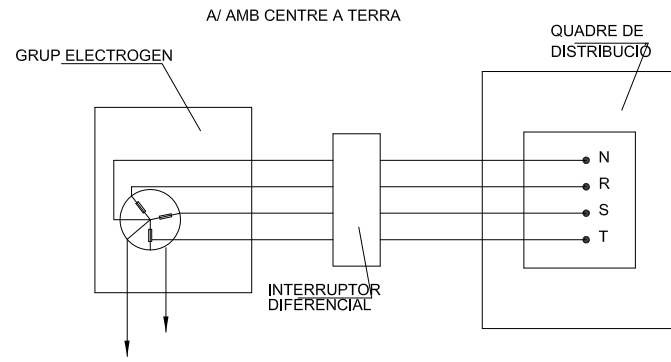 A/ AMB CENTRE A TERRA
GRUP ELECTROGEN
QUADRE DE
DISTRIBUCIÓ
N
R
S
T
INTERRUPTOR
DIFERENCIAL